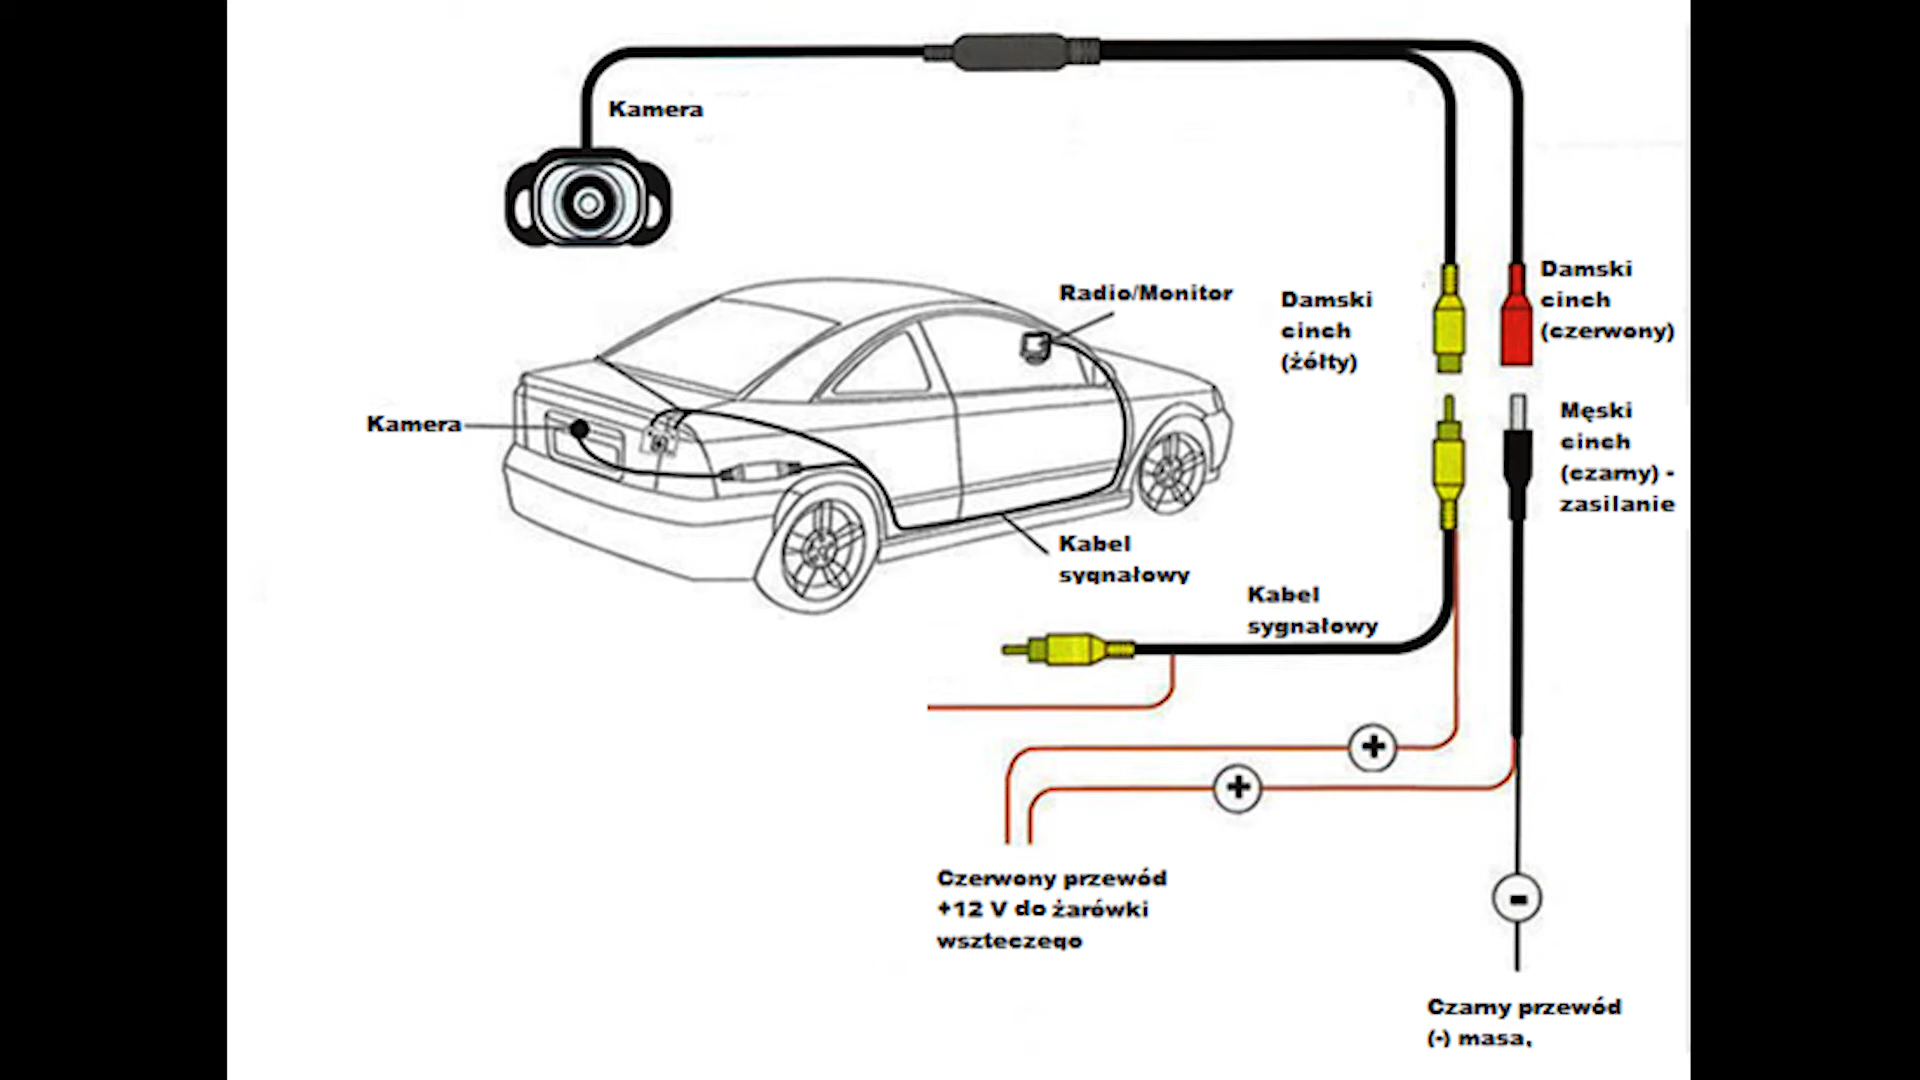 Kamera
Damski
cinch
(czerwony)
Radio/Monitor
Damski
cinch
(żółty)
Męski
cinch
(czarny) -
zasilanie
Kamera
Kabel
sygnałowy
Kabel
sygnałowy
+
+
Czerwony przewód
+12 V do żarówki
wszteczego
-
Czarny przewód
(-) masa,